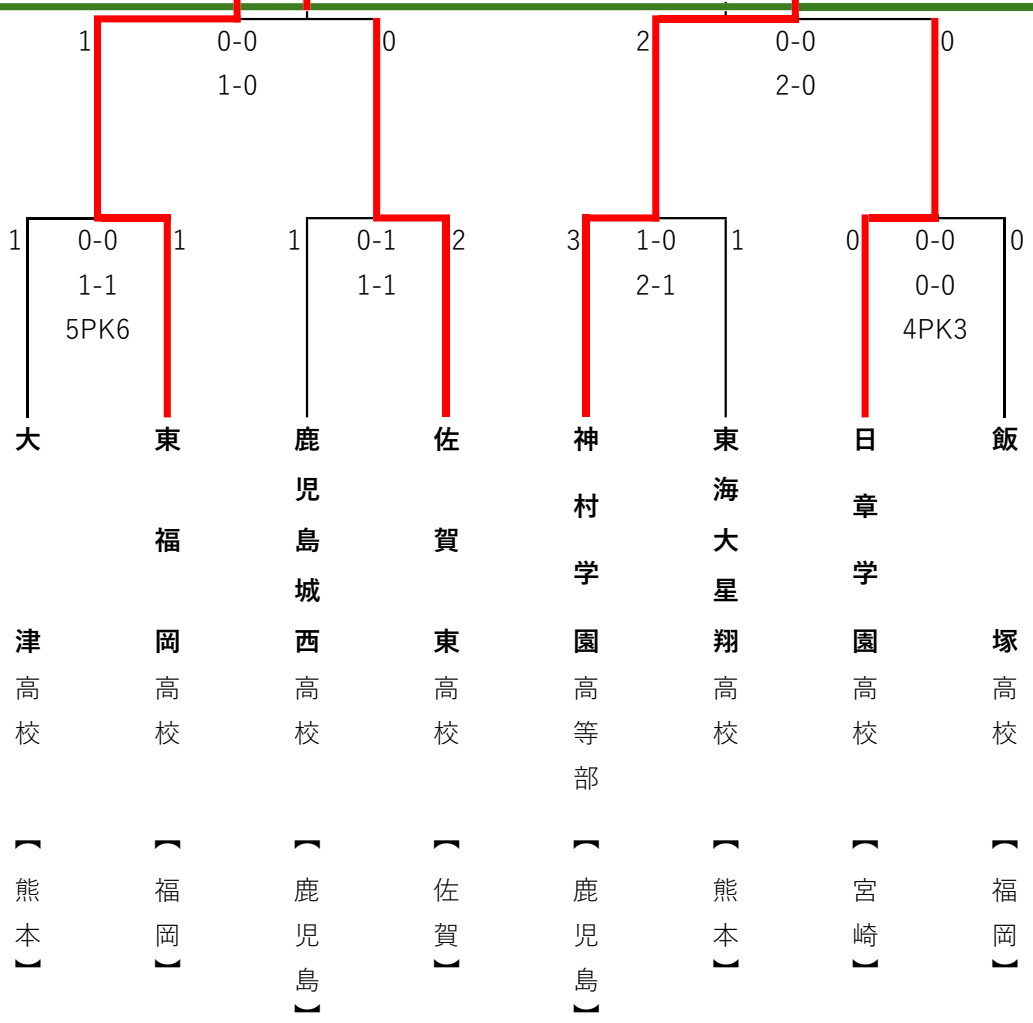 1 0-0 0
1-0
2 0-0 0
2-0
1 0-0 1
1-1
5PK6
1 0-1 2
1-1
3 1-0 1
2-1
0 0-0 0
0-0
4PK3
大津高校【熊本】
東福岡高校【福岡】
鹿児島城西高校【鹿児島】
佐賀東高校【佐賀】
神村学園高等部【鹿児島】
東海大星翔高校【熊本】
日章学園高校【宮崎】
飯塚高校【福岡】